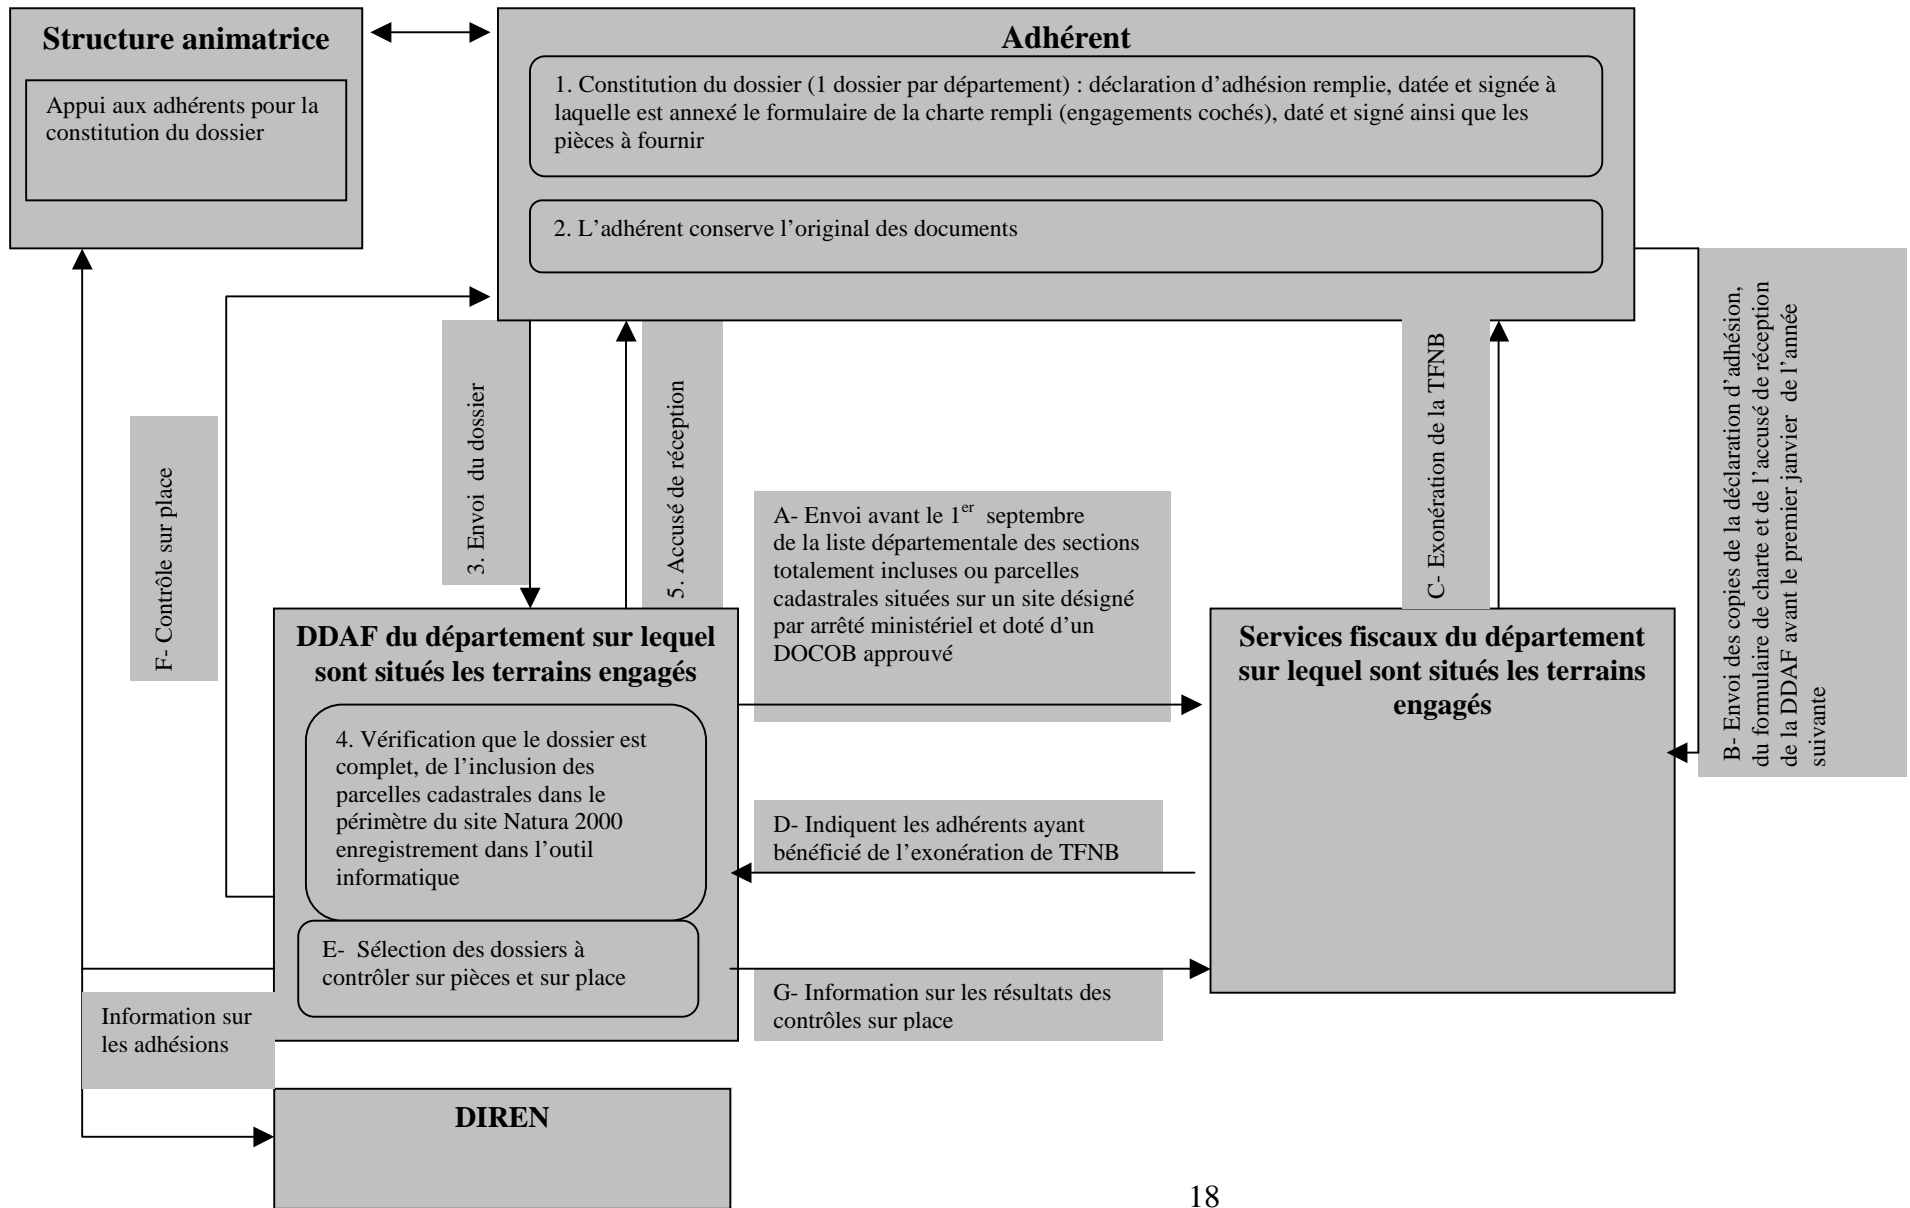 Structure animatrice
Appui aux adhérents pour la
constitution du dossier
Adhérent
1. Constitution du dossier (1 dossier par département) : déclaration d’adhésion remplie, datée et signée à
laquelle est annexé le formulaire de la charte rempli (engagements cochés), daté et signé ainsi que les
pièces à fournir
2. L’adhérent conserve l’original des documents
F- Contrôle sur place
3. Envoi  du dossier
5. Accusé de réception
C- Exonération de la TFNB
B- Envoi des copies de la déclaration d’adhésion,
du formulaire de charte et de l’accusé de réception
de la DDAF avant le premier janvier  de l’année
suivante
A- Envoi avant le 1er  septembre
de la liste départementale des sections
totalement incluses ou parcelles
cadastrales situées sur un site désigné
par arrêté ministériel et doté d’un
DOCOB approuvé
DDAF du département sur lequel
sont situés les terrains engagés
4. Vérification que le dossier est
complet, de l’inclusion des
parcelles cadastrales dans le
périmètre du site Natura 2000
enregistrement dans l’outil
informatique
E-  Sélection des dossiers à
contrôler sur pièces et sur place
Services fiscaux du département
sur lequel sont situés les terrains
engagés
D- Indiquent les adhérents ayant
bénéficié de l’exonération de TFNB
G- Information sur les résultats des
contrôles sur place
Information sur
les adhésions
DIREN
18